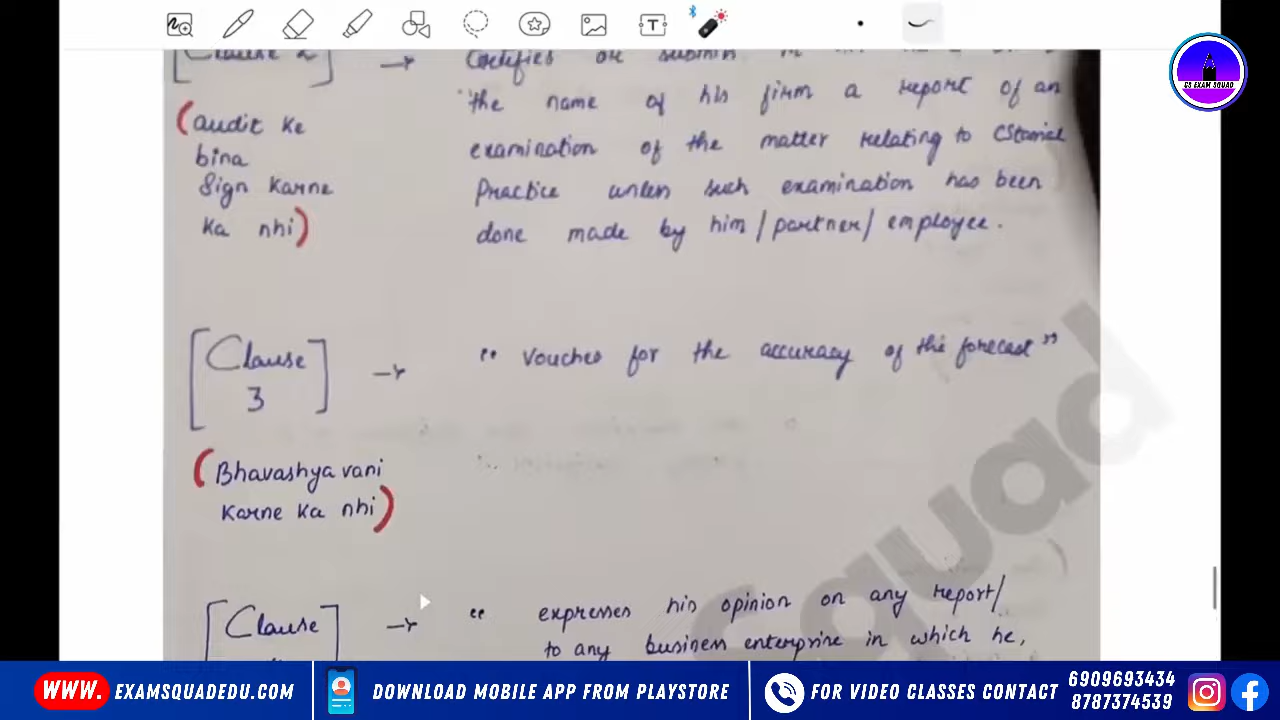 CS EXAM SQUAD
[Clause 2] → Certifies or submits in
(audit ke the name of his firm a report of an
bina examination of the matter relating to CS
Sign Karne Practice unless such examination has been
Ka nhi) done made by him/partner/employee.
[Clause 3] → " Vouches for the accuracy of the forecast"
(Bhavashya vani
Karne Ka nhi)
Squad
[Clause → " expresses his opinion on any report/
to any business enterprise in which he,
WWW. EXAMSQUADEDU.COM
DOWNLOAD MOBILE APP FROM PLAYSTORE
FOR VIDEO CLASSES CONTACT 6909693434
8787374539